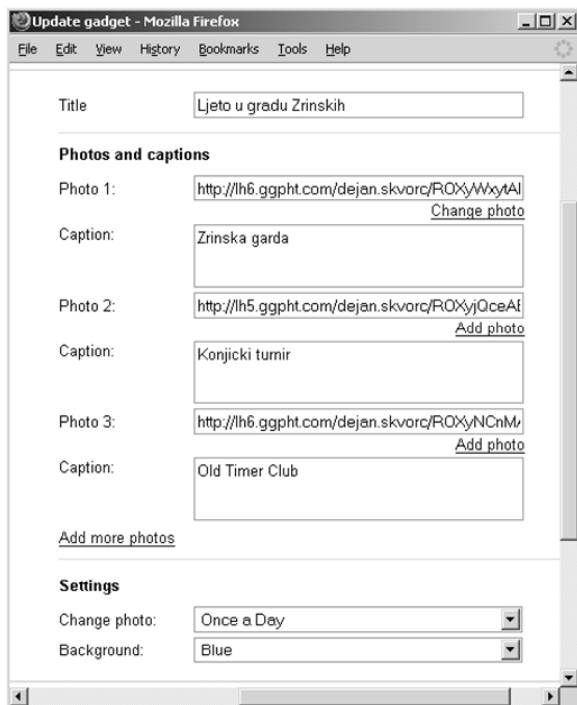 Update gadget - Mozilla Firefox
File Edit View History Bookmarks Tools Help
Title Ljeto u gradu Zrinskih
Photos and captions
Photo 1: http://lh6.ggpht.com/dejan.skvorc/ROXyWxytAI
Change photo
Caption: Zrinska garda
Photo 2: http://lh5.ggpht.com/dejan.skvorc/ROXyjQceAE
Add photo
Caption: Konjicki turnir
Photo 3: http://lh6.ggpht.com/dejan.skvorc/ROXyNCnM
Add photo
Caption: Old Timer Club
Add more photos
Settings
Change photo: Once a Day
Background: Blue